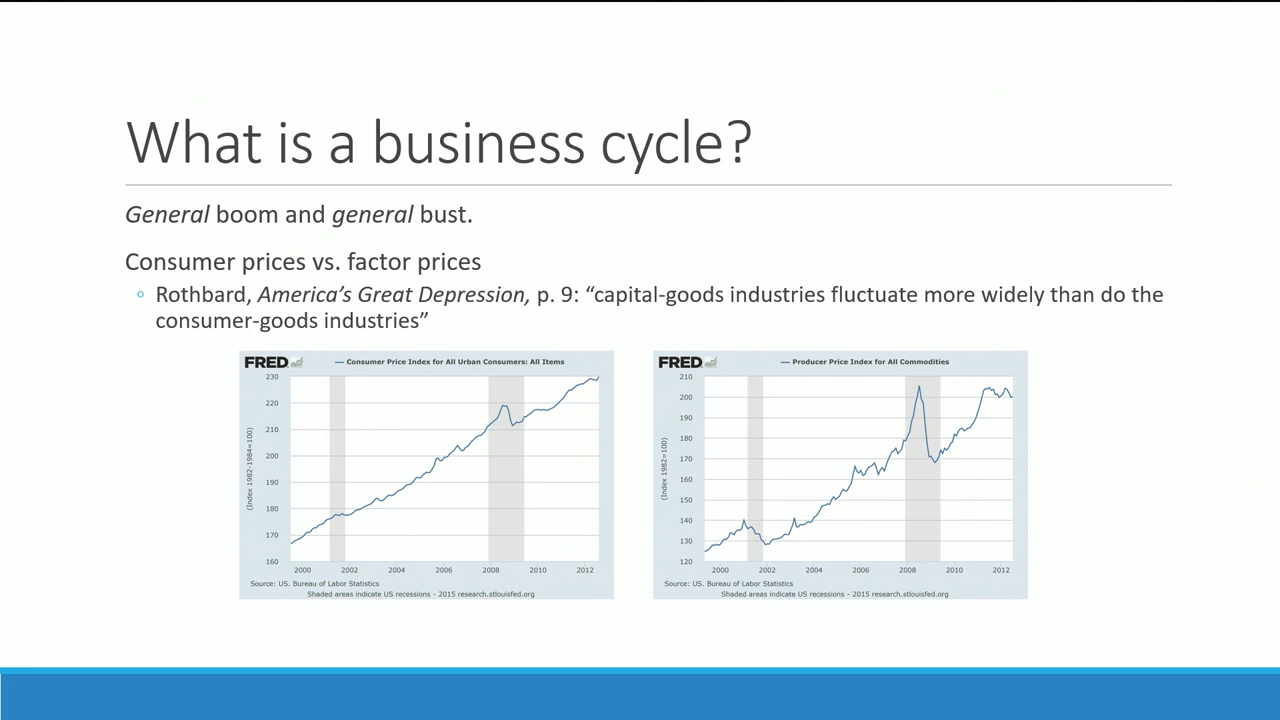 What is a business cycle?
General boom and general bust.
Consumer prices vs. factor prices
Rothbard, America’s Great Depression, p. 9: “capital-goods industries fluctuate more widely than do the
consumer-goods industries”
FRED
Consumer Price Index for All Urban Consumers: All Items
230
220
210
200
190
180
170
160
(Index 1982-1984=100)
2000 2002 2004 2006 2008 2010 2012
Source: US. Bureau of Labor Statistics
Shaded areas indicate US recessions - 2015 research.stlouisfed.org
FRED
Producer Price Index for All Commodities
210
200
190
180
170
160
150
140
130
120
(Index 1982=100)
2000 2002 2004 2006 2008 2010 2012
Source: US. Bureau of Labor Statistics
Shaded areas indicate US recessions - 2015 research.stlouisfed.org